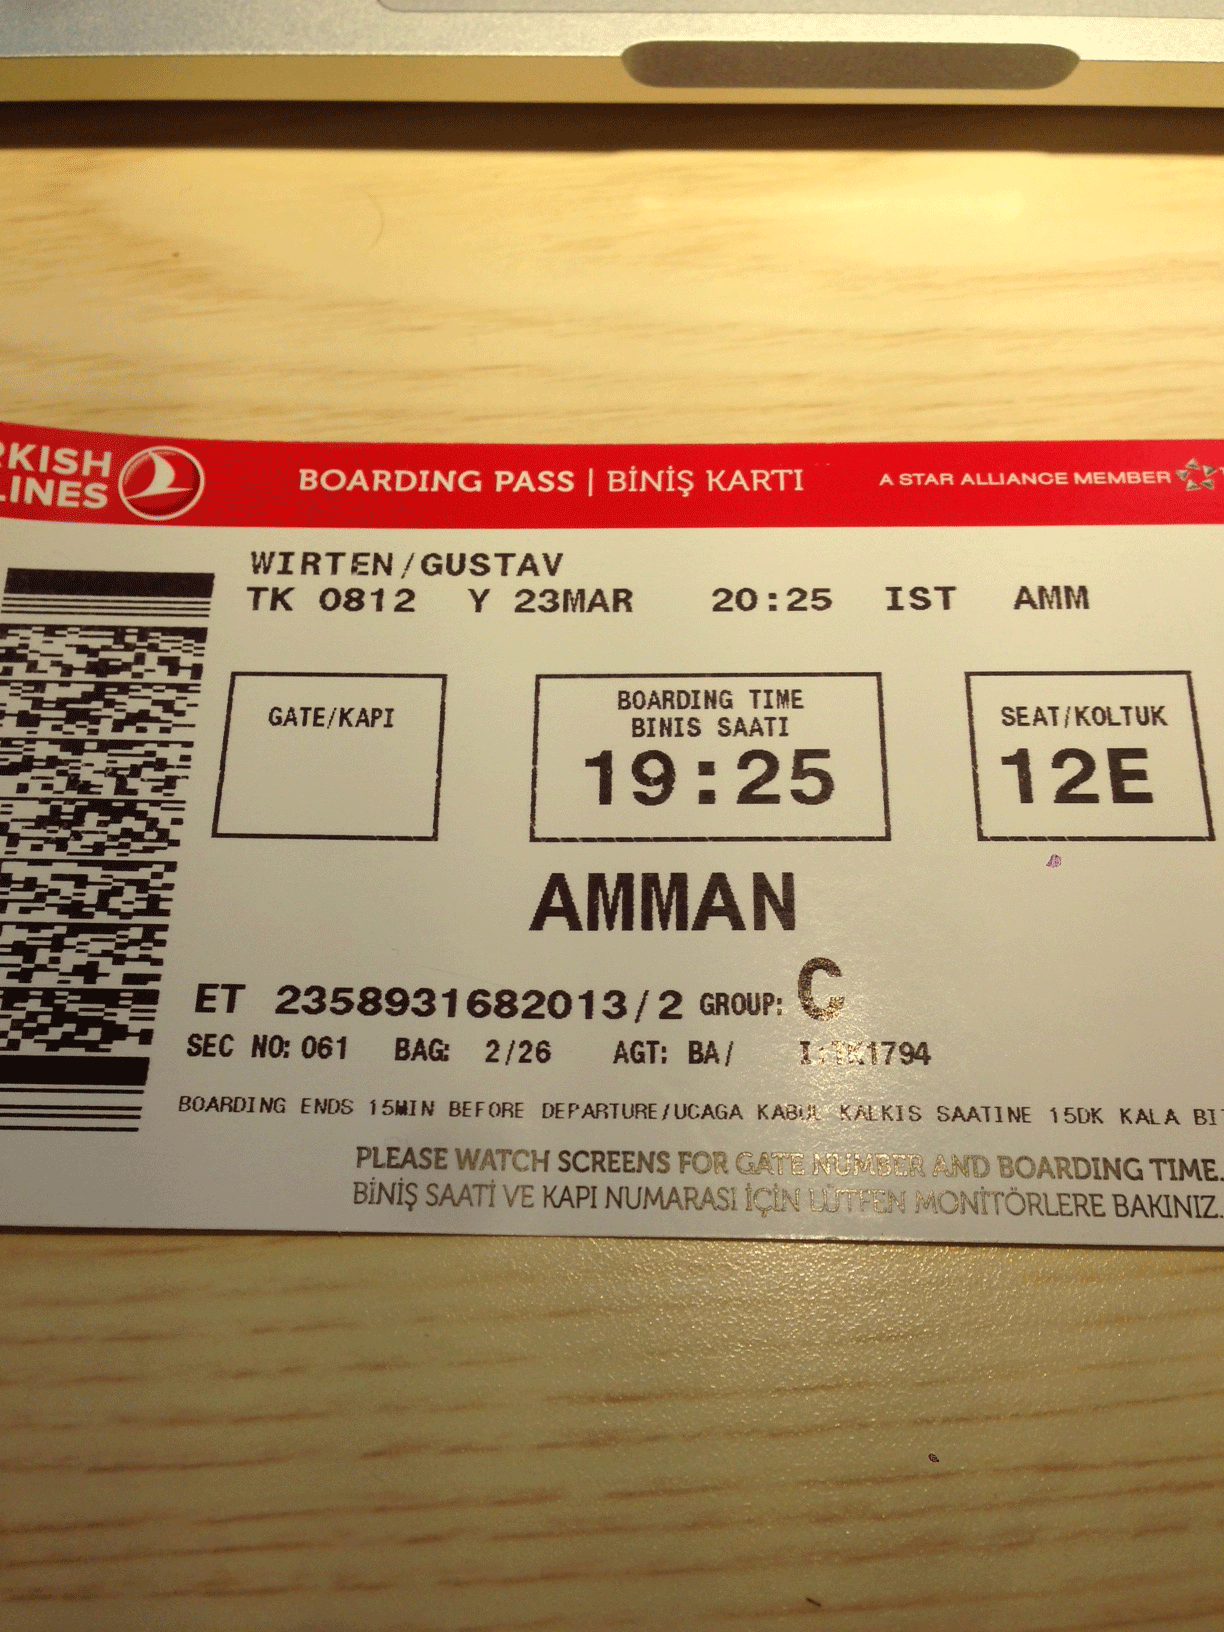 RKISH
LINES
BOARDING PASS | BİNİŞ KARTI
A STAR ALLIANCE MEMBER
WIRTEN/GUSTAV
TK 0812 Y 23MAR 20:25 IST AMM
GATE/KAPI
BOARDING TIME
BINIS SAATI
19:25
SEAT/KOLTUK
12E
AMMAN
ET 2358931682013/2 GROUP: C
SEC NO: 061 BAG: 2/26 AGT: BA/ I:TK1794
BOARDING ENDS 15MIN BEFORE DEPARTURE/UCAGA KABUL KALKIS SAATINE 15DK KALA BI
PLEASE WATCH SCREENS FOR GATE NUMBER AND BOARDING TIME.
BİNİŞ SAATİ VE KAPI NUMARASI İÇİN LÜTFEN MONİTÖRLERE BAKINIZ.